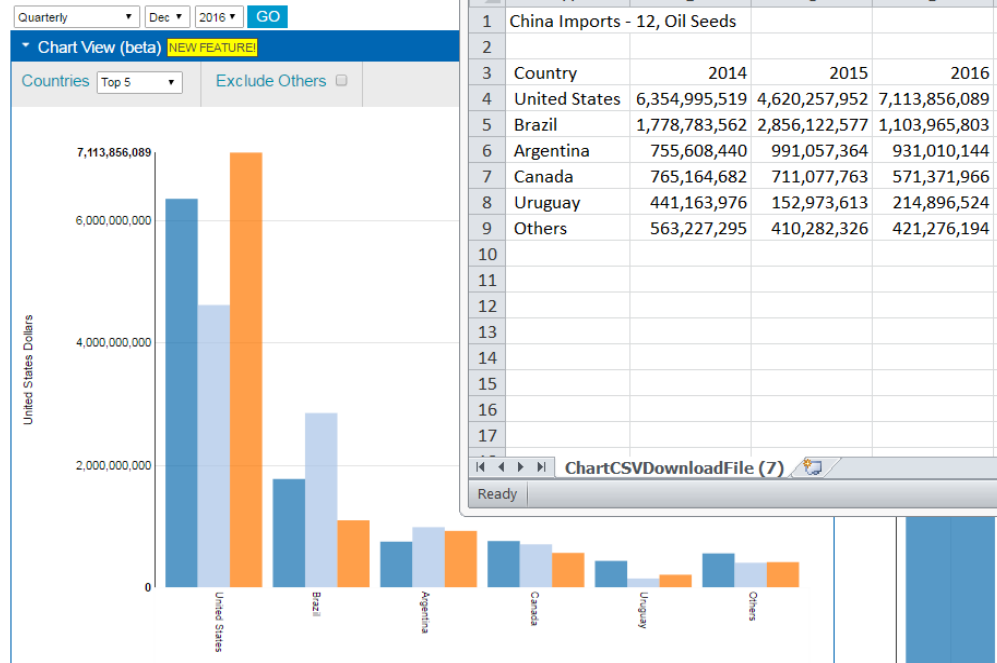 Quarterly Dec 2016 GO
Chart View (beta) NEW FEATURE!
Countries Top 5 Exclude Others
7,113,856,089
6,000,000,000
4,000,000,000
2,000,000,000
0
United States Dollars
United States
Brazil
Argentina
Canada
Uruguay
Others
1 China Imports - 12, Oil Seeds
2
3 Country 2014 2015 2016
4 United States 6,354,995,519 4,620,257,952 7,113,856,089
5 Brazil 1,778,783,562 2,856,122,577 1,103,965,803
6 Argentina 755,608,440 991,057,364 931,010,144
7 Canada 765,164,682 711,077,763 571,371,966
8 Uruguay 441,163,976 152,973,613 214,896,524
9 Others 563,227,295 410,282,326 421,276,194
10
11
12
13
14
15
16
17
ChartCSVDownloadFile (7)
Ready